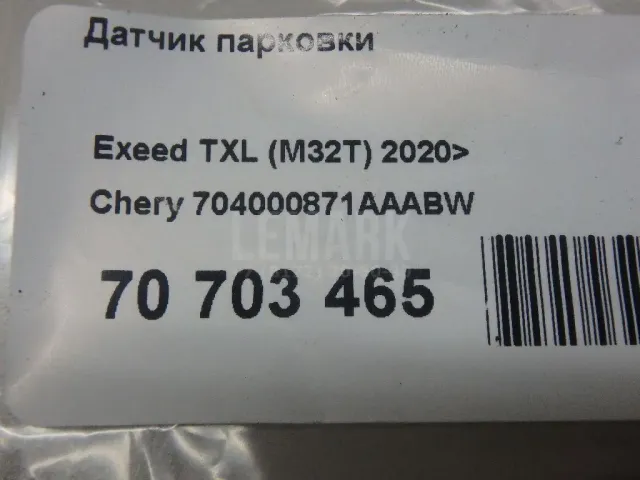 Датчик парковки
Exeed TXL (M32T) 2020>
Chery 704000871AAABW
LEMARK
70 703 465